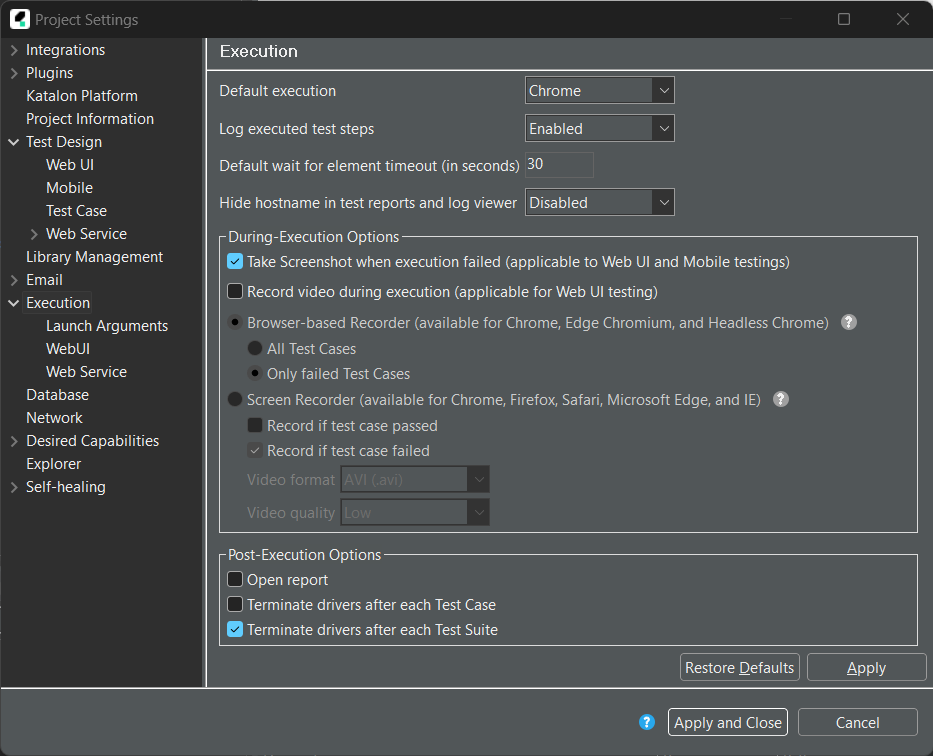 Project Settings
Integrations
Plugins
Katalon Platform
Project Information
Test Design
Web UI
Mobile
Test Case
Web Service
Library Management
Email
Execution
Launch Arguments
WebUI
Web Service
Database
Network
Desired Capabilities
Explorer
Self-healing
Execution
Default execution Chrome
Log executed test steps Enabled
Default wait for element timeout (in seconds) 30
Hide hostname in test reports and log viewer Disabled
During-Execution Options
Take Screenshot when execution failed (applicable to Web UI and Mobile testings)
Record video during execution (applicable for Web UI testing)
Browser-based Recorder (available for Chrome, Edge Chromium, and Headless Chrome) ?
All Test Cases
Only failed Test Cases
Screen Recorder (available for Chrome, Firefox, Safari, Microsoft Edge, and IE) ?
Record if test case passed
Record if test case failed
Video format AVI (.avi)
Video quality Low
Post-Execution Options
Open report
Terminate drivers after each Test Case
Terminate drivers after each Test Suite
Restore Defaults Apply
? Apply and Close Cancel